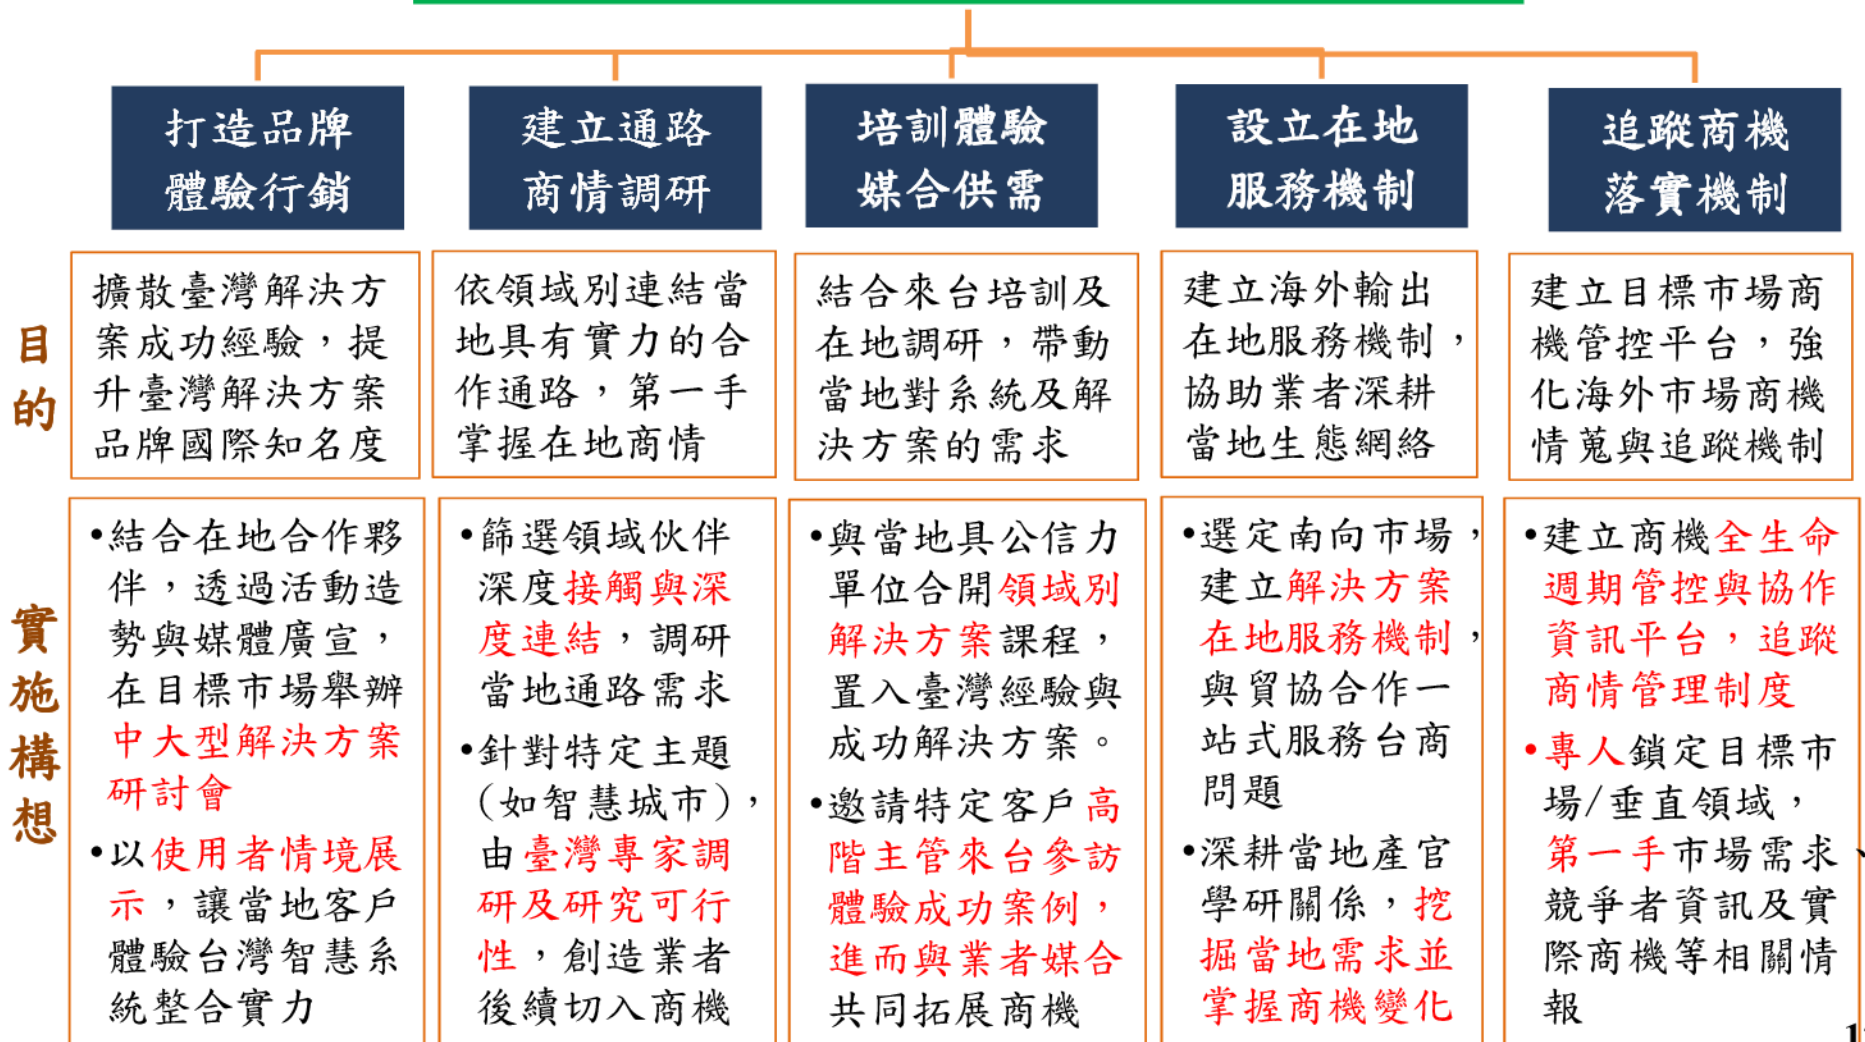 打造品牌
體驗行銷
建立通路
商情調研
培訓體驗
媒合供需
設立在地
服務機制
追蹤商機
落實機制
目
的
擴散臺灣解決方
案成功經驗，提
升臺灣解決方案
品牌國際知名度
依領域別連結當
地具有實力的合
作通路，第一手
掌握在地商情
結合來台培訓及
在地調研，帶動
當地對系統及解
決方案的需求
建立海外輸出
在地服務機制，
協助業者深耕
當地生態網絡
建立目標市場商
機管控平台，強
化海外市場商機
情蒐與追蹤機制
實
施
構
想
•結合在地合作夥
伴，透過活動造
勢與媒體廣宣，
在目標市場舉辦
中大型解決方案
研討會
•以使用者情境展
示，讓當地客戶
體驗台灣智慧系
統整合實力
•篩選領域伙伴
深度接觸與深
度連結，調研
當地通路需求
•針對特定主題
(如智慧城市)，
由臺灣專家調
研及研究可行
性，創造業者
後續切入商機
•與當地具公信力
單位合開領域別
解決方案課程，
置入臺灣經驗與
成功解決方案。
•邀請特定客戶高
階主管來台參訪
體驗成功案例，
進而與業者媒合
共同拓展商機
•選定南向市場，
建立解決方案
在地服務機制，
與貿協合作一
站式服務台商
問題
•深耕當地產官
學研關係，挖
掘當地需求並
掌握商機變化
•建立商機全生命
週期管控與協作
資訊平台，追蹤
商情管理制度
•專人鎖定目標市
場/垂直領域，
第一手市場需求、
競爭者資訊及實
際商機等相關情
報